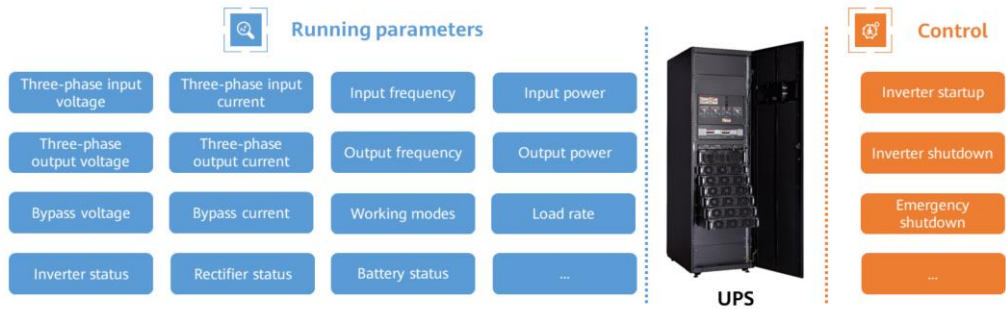 Running parameters
Control
Three-phase input
voltage
Three-phase input
current
Input frequency
Input power
Inverter startup
Three-phase
output voltage
Three-phase
output current
Output frequency
Output power
Inverter shutdown
Bypass voltage
Bypass current
Working modes
Load rate
Emergency
shutdown
Inverter status
Rectifier status
Battery status
...
...
UPS